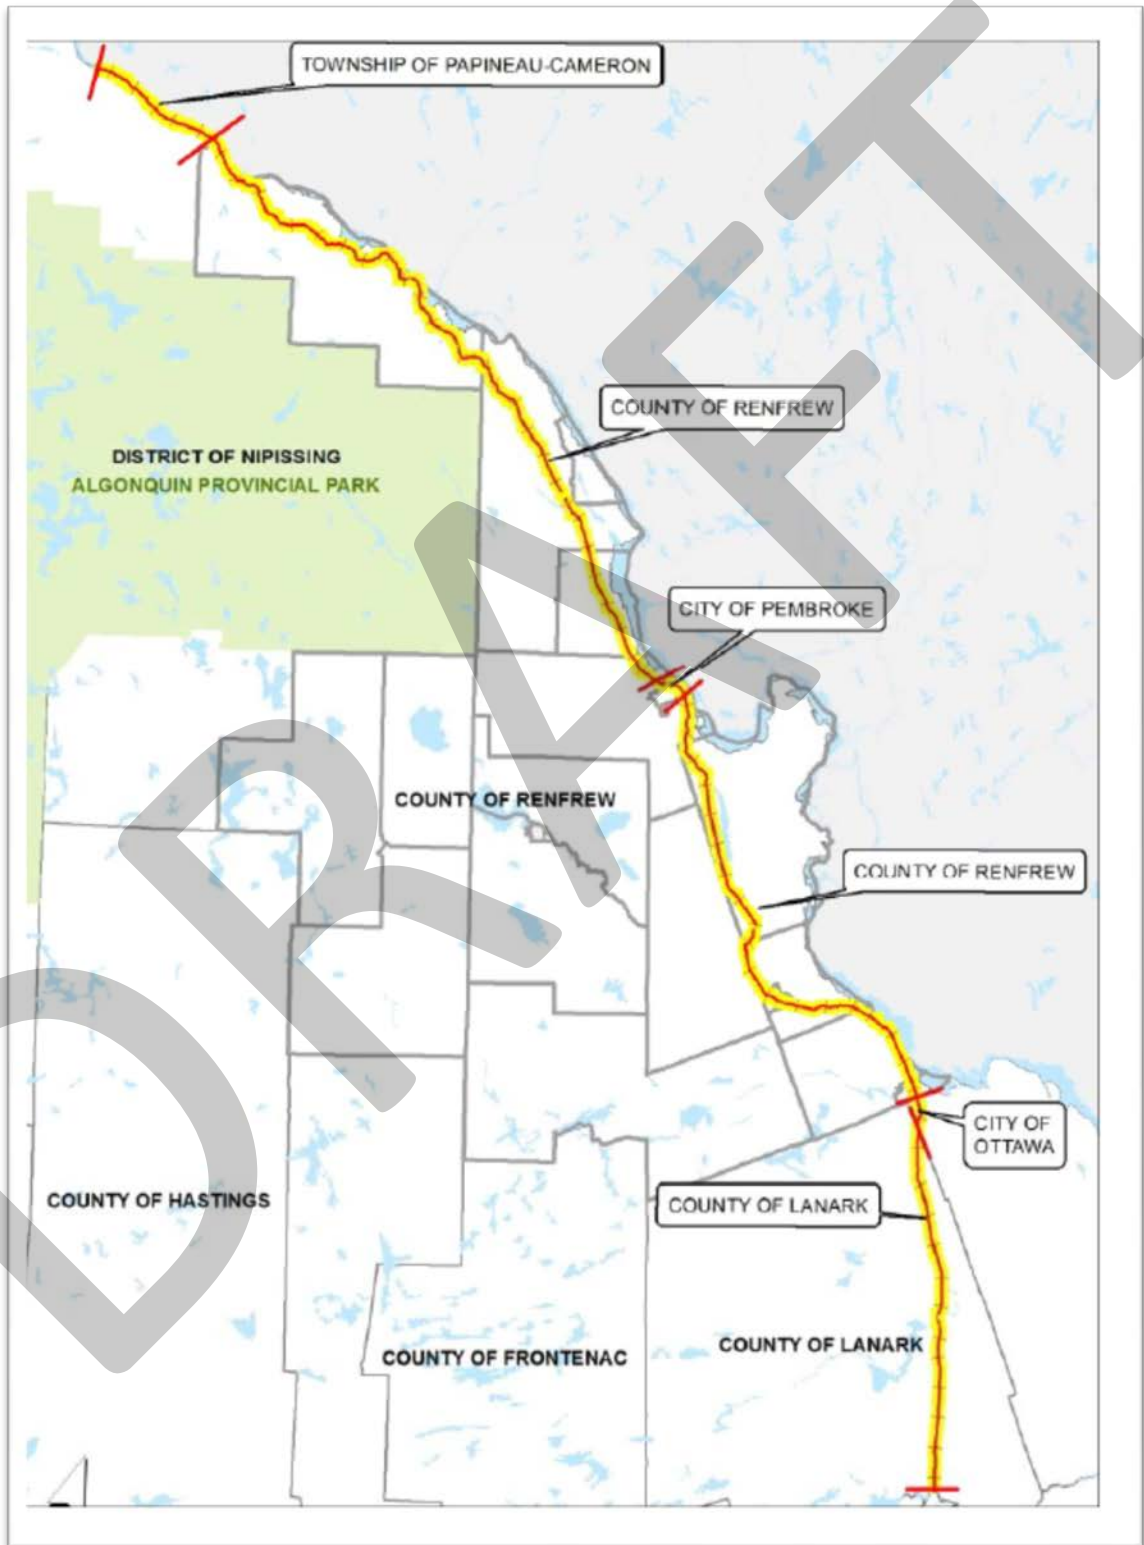 TOWNSHIP OF PAPINEAU-CAMERON
COUNTY OF RENFREW
DISTRICT OF NIPISSING
ALGONQUIN PROVINCIAL PARK
CITY OF PEMBROKE
COUNTY OF RENFREW
COUNTY OF RENFREW
CITY OF
OTTAWA
COUNTY OF HASTINGS
COUNTY OF LANARK
COUNTY OF LANARK
COUNTY OF FRONTENAC
DRAFT